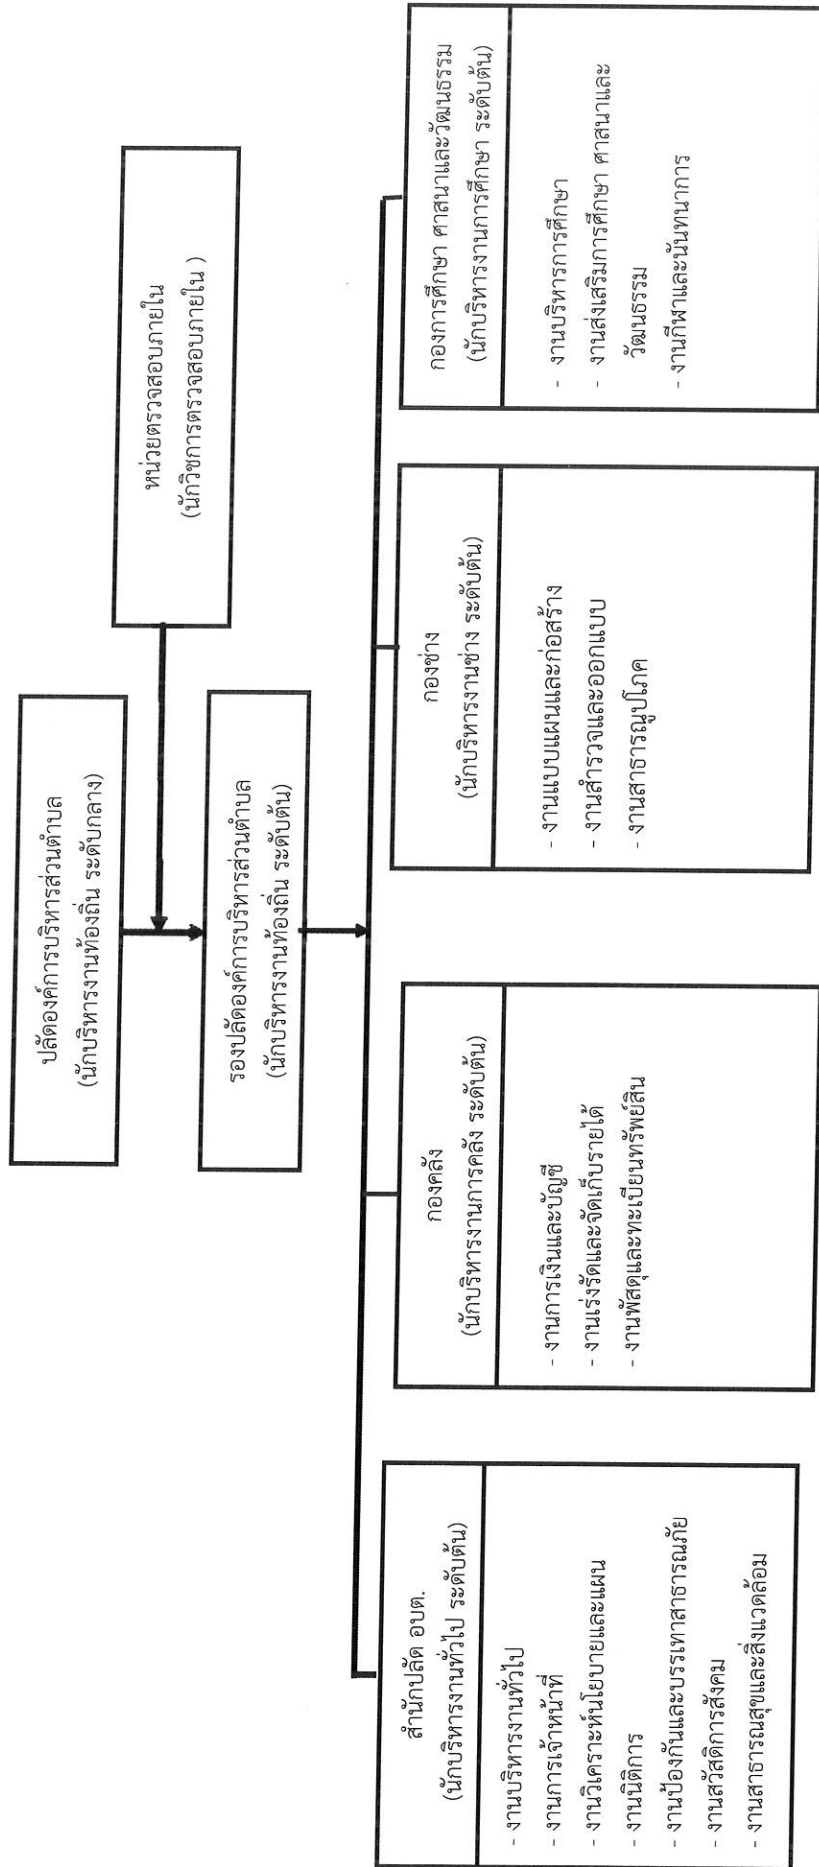 ปลัดองค์การบริหารส่วนตำบล
(นักบริหารงานท้องถิ่น ระดับกลาง)
หน่วยตรวจสอบภายใน
(นักวิชาการตรวจสอบภายใน )
รองปลัดองค์การบริหารส่วนตำบล
(นักบริหารงานท้องถิ่น ระดับต้น)
สำนักปลัด อบต.
(นักบริหารงานทั่วไป ระดับต้น)
- งานบริหารงานทั่วไป
- งานการเจ้าหน้าที่
- งานวิเคราะห์นโยบายและแผน
- งานนิติการ
- งานป้องกันและบรรเทาสาธารณภัย
- งานสวัสดิการสังคม
- งานสาธารณสุขและสิ่งแวดล้อม
กองคลัง
(นักบริหารงานการคลัง ระดับต้น)
- งานการเงินและบัญชี
- งานเร่งรัดและจัดเก็บรายได้
- งานพัสดุและทะเบียนทรัพย์สิน
กองช่าง
(นักบริหารงานช่าง ระดับต้น)
- งานแบบแผนและก่อสร้าง
- งานสำรวจและออกแบบ
- งานสาธารณูปโภค
กองการศึกษา ศาสนาและวัฒนธรรม
(นักบริหารงานการศึกษา ระดับต้น)
- งานบริหารการศึกษา
- งานส่งเสริมการศึกษา ศาสนาและ
วัฒนธรรม
- งานกีฬาและนันทนาการ